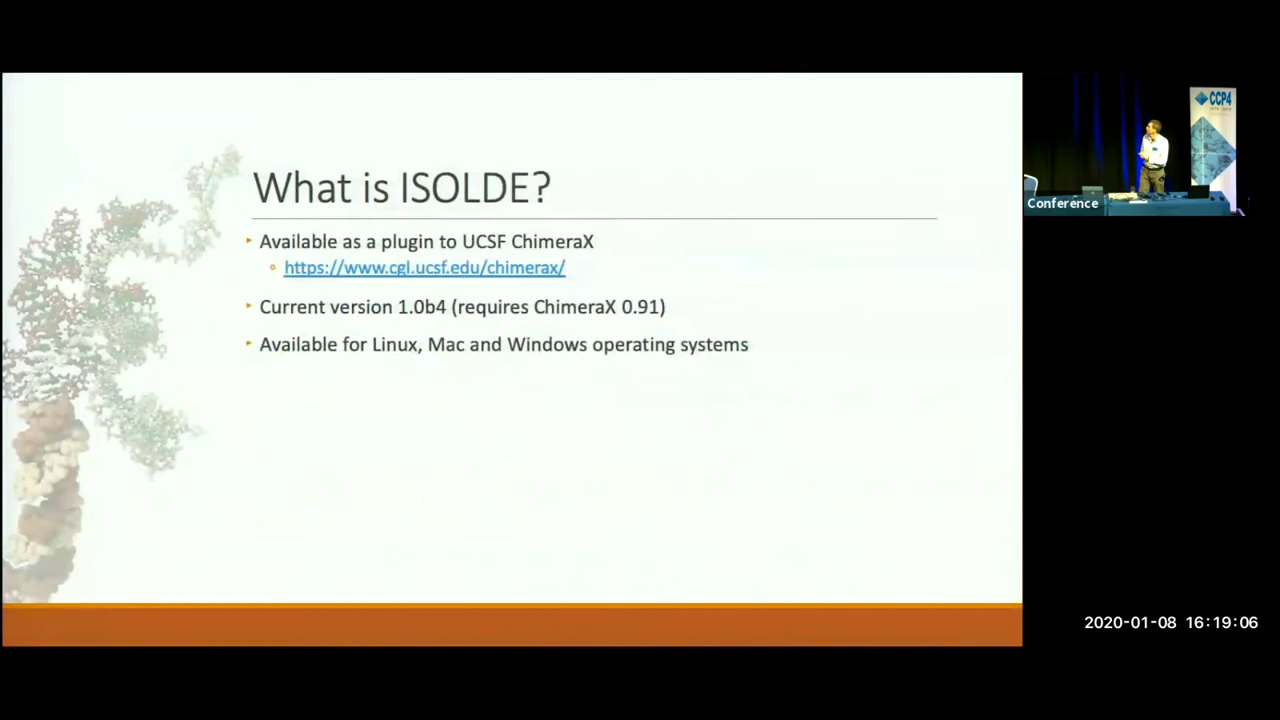 What is ISOLDE?
Available as a plugin to UCSF ChimeraX
https://www.cgl.ucsf.edu/chimerax/
Current version 1.0b4 (requires ChimeraX 0.91)
Available for Linux, Mac and Windows operating systems
CCP4
Conference
2020-01-08 16:19:06